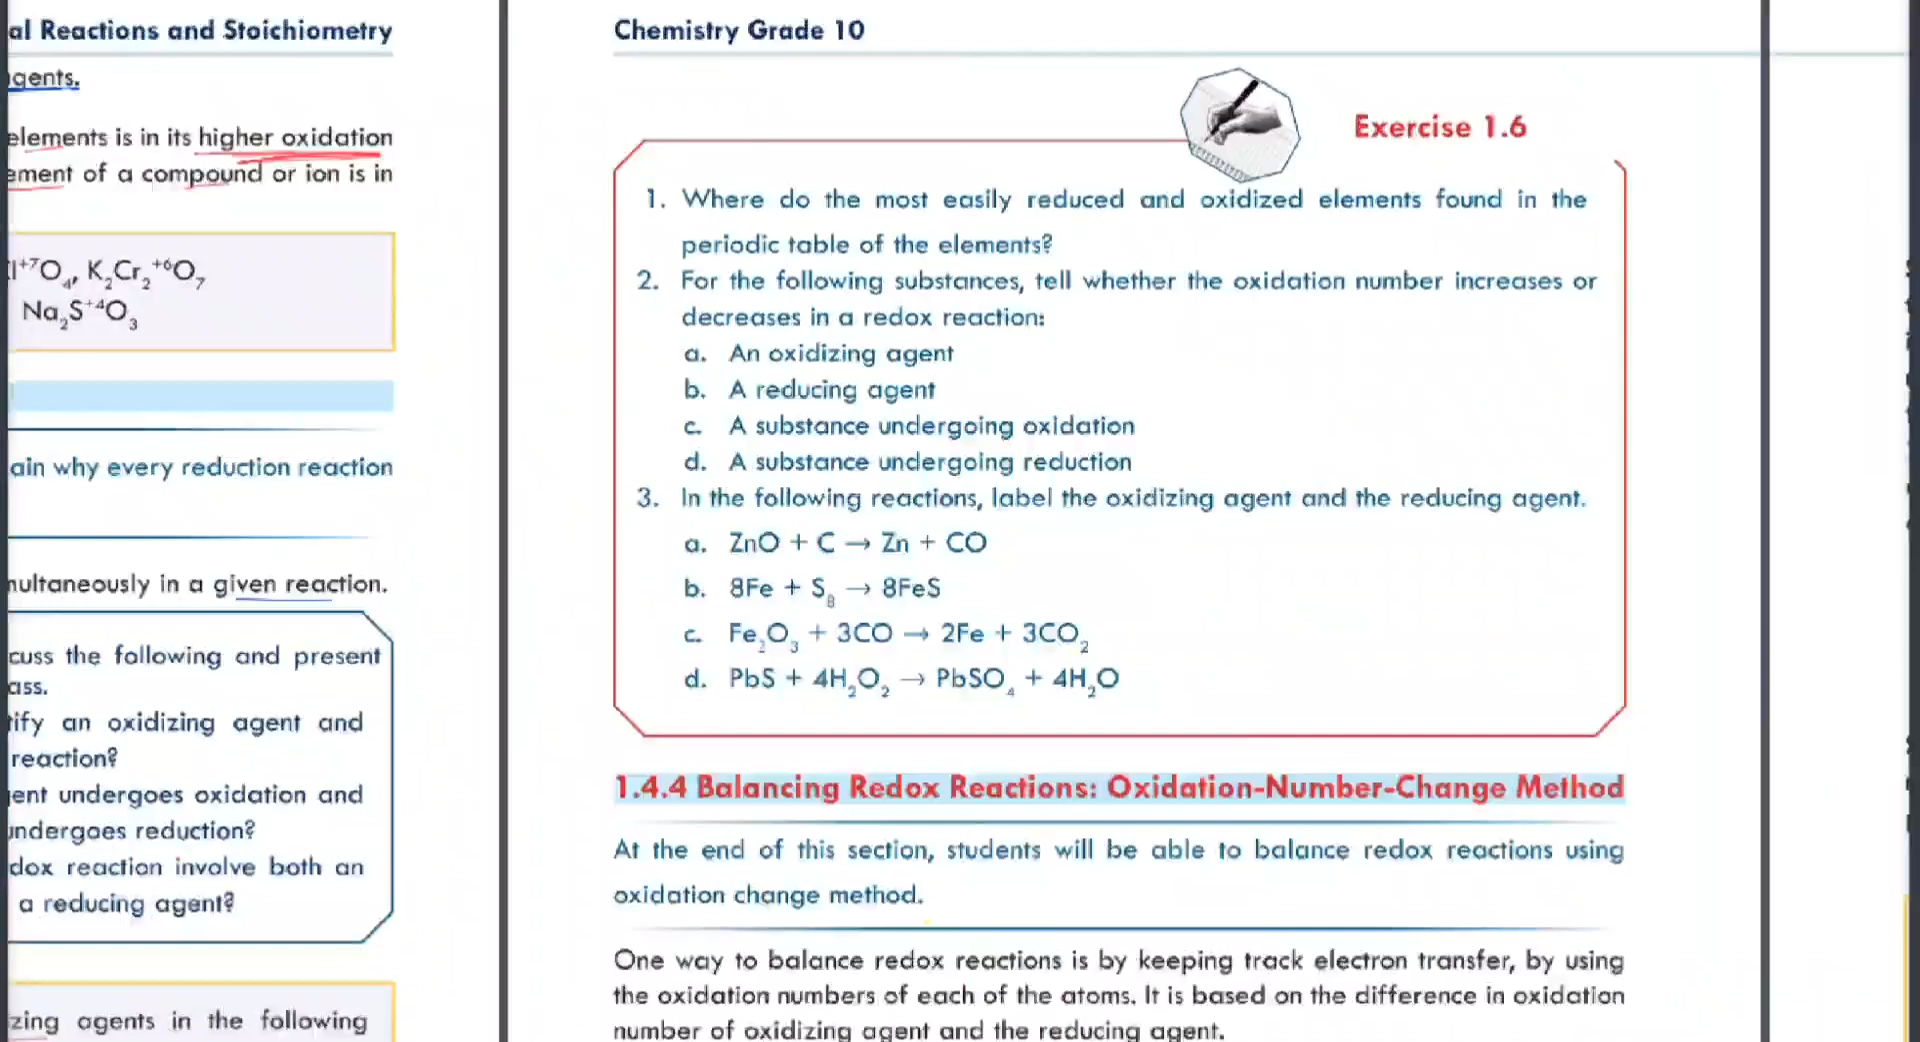 al Reactions and Stoichiometry
gents.
elements is in its higher oxidation
ement of a compound or ion is in
l⁺⁷O₄, K₂Cr₂⁺⁶O₇
Na₂S⁺⁴O₃
ain why every reduction reaction
multaneously in a given reaction.
cuss the following and present
ass.
tify an oxidizing agent and
reaction?
ent undergoes oxidation and
undergoes reduction?
dox reaction involve both an
a reducing agent?
zing agents in the following
Chemistry Grade 10
Exercise 1.6
1. Where do the most easily reduced and oxidized elements found in the
periodic table of the elements?
2. For the following substances, tell whether the oxidation number increases or
decreases in a redox reaction:
a. An oxidizing agent
b. A reducing agent
c. A substance undergoing oxidation
d. A substance undergoing reduction
3. In the following reactions, label the oxidizing agent and the reducing agent.
a. ZnO + C → Zn + CO
b. 8Fe + S₈ → 8FeS
c. Fe₂O₃ + 3CO → 2Fe + 3CO₂
d. PbS + 4H₂O₂ → PbSO₄ + 4H₂O
1.4.4 Balancing Redox Reactions: Oxidation-Number-Change Method
At the end of this section, students will be able to balance redox reactions using
oxidation change method.
One way to balance redox reactions is by keeping track electron transfer, by using
the oxidation numbers of each of the atoms. It is based on the difference in oxidation
number of oxidizing agent and the reducing agent.